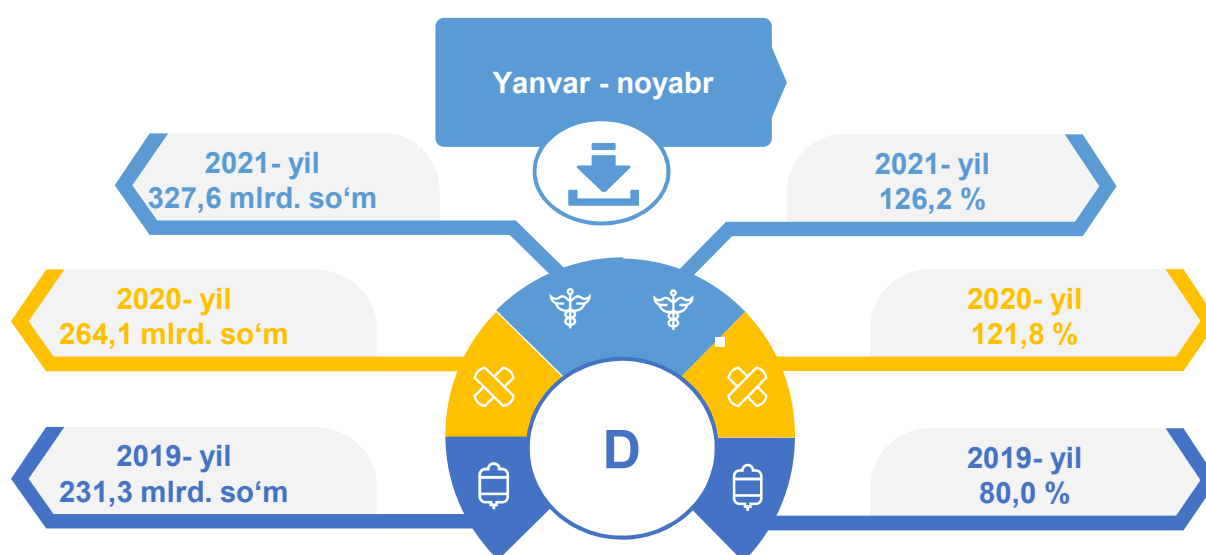 Yanvar - noyabr
2021- yil
327,6 mlrd. so‘m
2021- yil
126,2 %
2020- yil
264,1 mlrd. so‘m
2020- yil
121,8 %
D
2019- yil
231,3 mlrd. so‘m
2019- yil
80,0 %